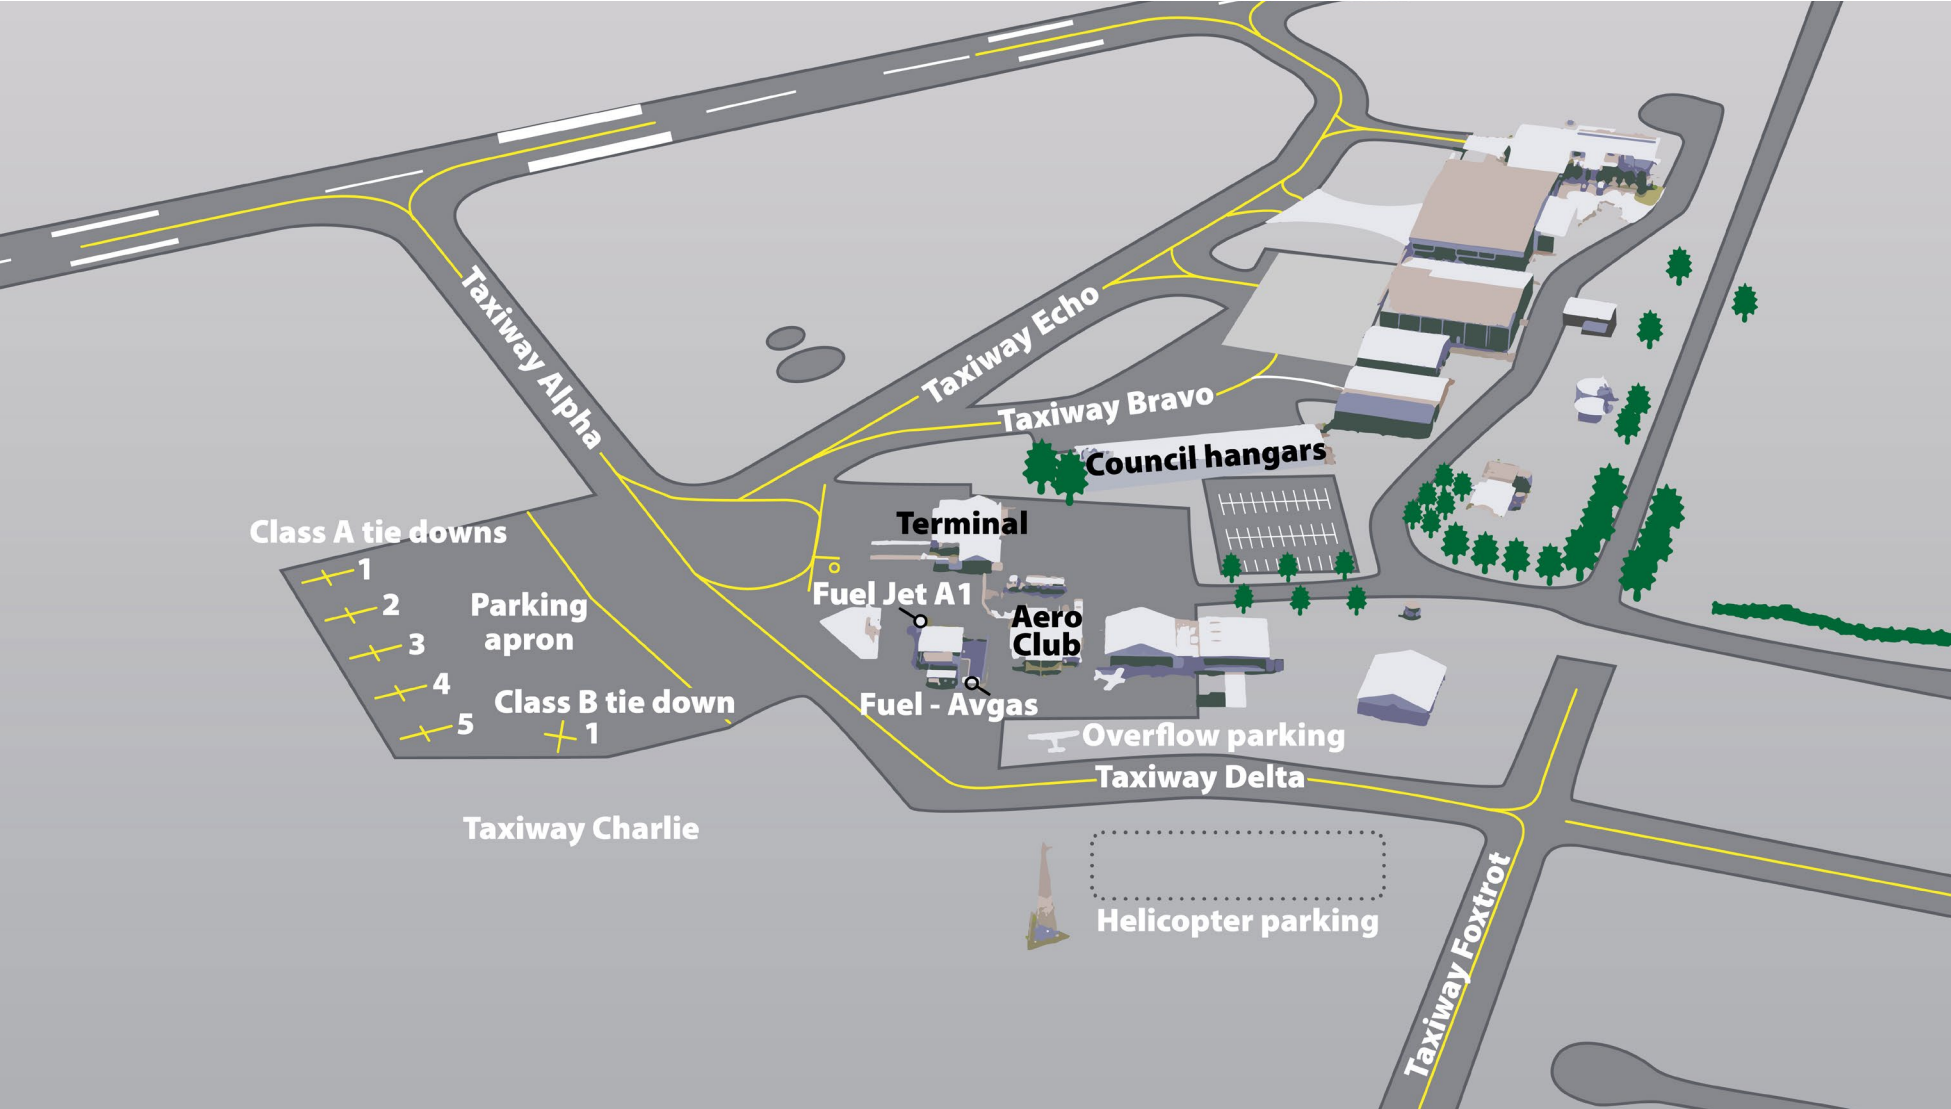 Taxiway Alpha
Taxiway Echo
Taxiway Bravo
Council hangars
Terminal
Class A tie downs
1
2
3
4
5
Parking
apron
Class B tie down
1
Fuel Jet A1
Aero
Club
Fuel - Avgas
Overflow parking
Taxiway Delta
Taxiway Charlie
Helicopter parking
Taxiway Foxtrot